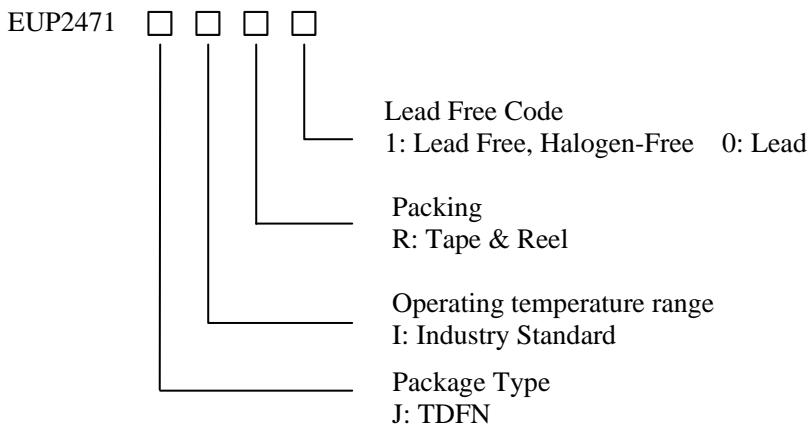 EUP2471 □ □ □ □
Lead Free Code
1: Lead Free, Halogen-Free 0: Lead
Packing
R: Tape & Reel
Operating temperature range
I: Industry Standard
Package Type
J: TDFN